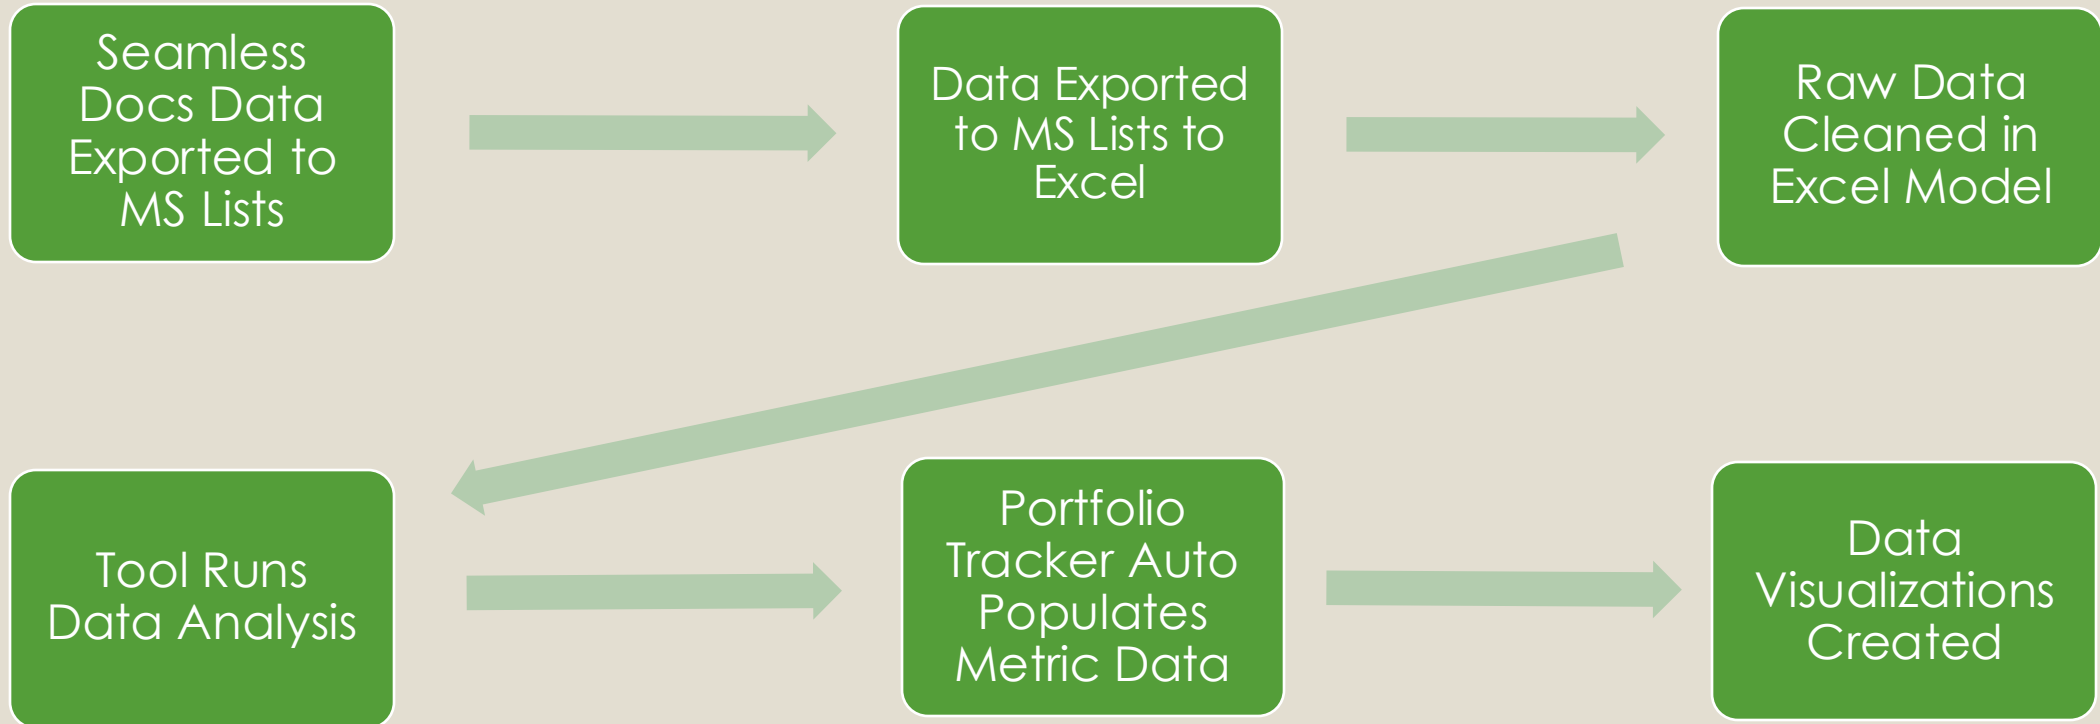 Seamless
Docs Data
Exported to
MS Lists
Data Exported
to MS Lists to
Excel
Raw Data
Cleaned in
Excel Model
Tool Runs
Data Analysis
Portfolio
Tracker Auto
Populates
Metric Data
Data
Visualizations
Created